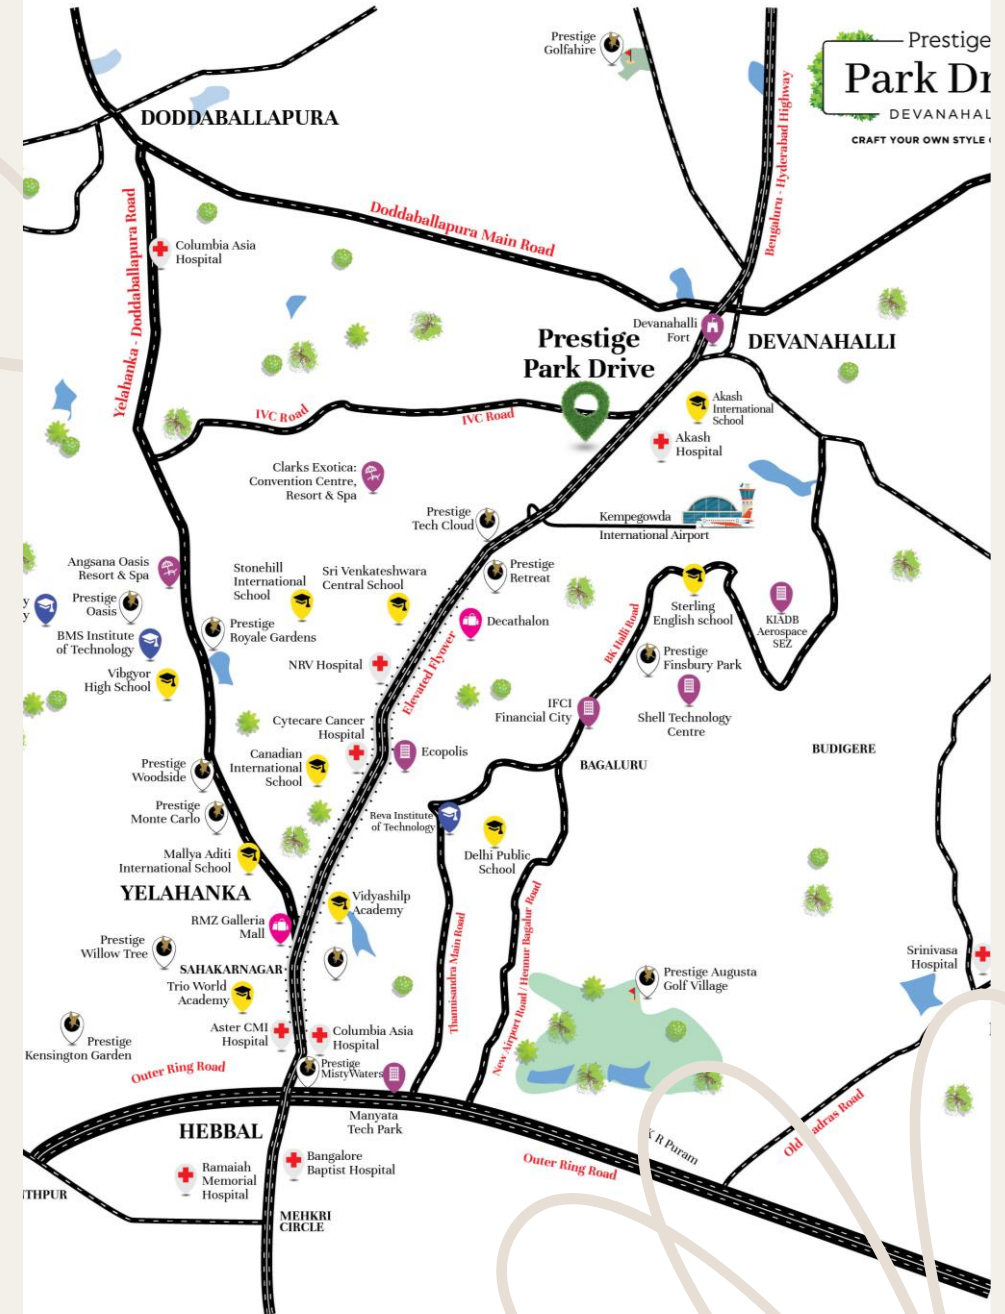 Prestige
Golfahire
Prestige
Park Dr
DEVANAHAL
CRAFT YOUR OWN STYLE
DODDABALLAPURA
Bengaluru - Hyderabad Highway
Doddaballapura Main Road
Yelahanka - Doddaballapura Road
Columbia Asia
Hospital
Devanahalli
Fort
DEVANAHALLI
Prestige
Park Drive
IVC Road
IVC Road
Akash
International
School
Akash
Hospital
Clarks Exotica:
Convention Centre,
Resort & Spa
Prestige
Tech Cloud
Kempegowda
International Airport
Angsana Oasis
Resort & Spa
Prestige
Oasis
Stonehill
International
School
Sri Venkateshwara
Central School
Prestige
Retreat
y
y
BMS Institute
of Technology
Prestige
Royale Gardens
Decathalon
Sterling
English school
KIADB
Aerospace
SEZ
BK Halli Road
Vibgyor
High School
NRV Hospital
Elevated Flyover
Prestige
Finsbury Park
IFCI
Financial City
Shell Technology
Centre
Cytecare Cancer
Hospital
Canadian
International
School
Ecopolis
BUDIGERE
BAGALURU
Prestige
Woodside
Prestige
Monte Carlo
Reva Institute
of Technology
Delhi Public
School
Mallya Aditi
International School
YELAHANKA
Vidyashilp
Academy
RMZ Galleria
Mall
Thannisandra Main Road
New Airport Road / Hennur Bagalur Road
Prestige
Willow Tree
SAHAKARNAGAR
Trio World
Academy
Prestige Augusta
Golf Village
Srinivasa
Hospital
Prestige
Kensington Garden
Aster CMI
Hospital
Columbia Asia
Hospital
Prestige
MistyWaters
Outer Ring Road
Manyata
Tech Park
HEBBAL
K R Puram
Old adras Road
Outer Ring Road
Ramaiah
Memorial
Hospital
Bangalore
Baptist Hospital
THPUR
MEHKRI
CIRCLE